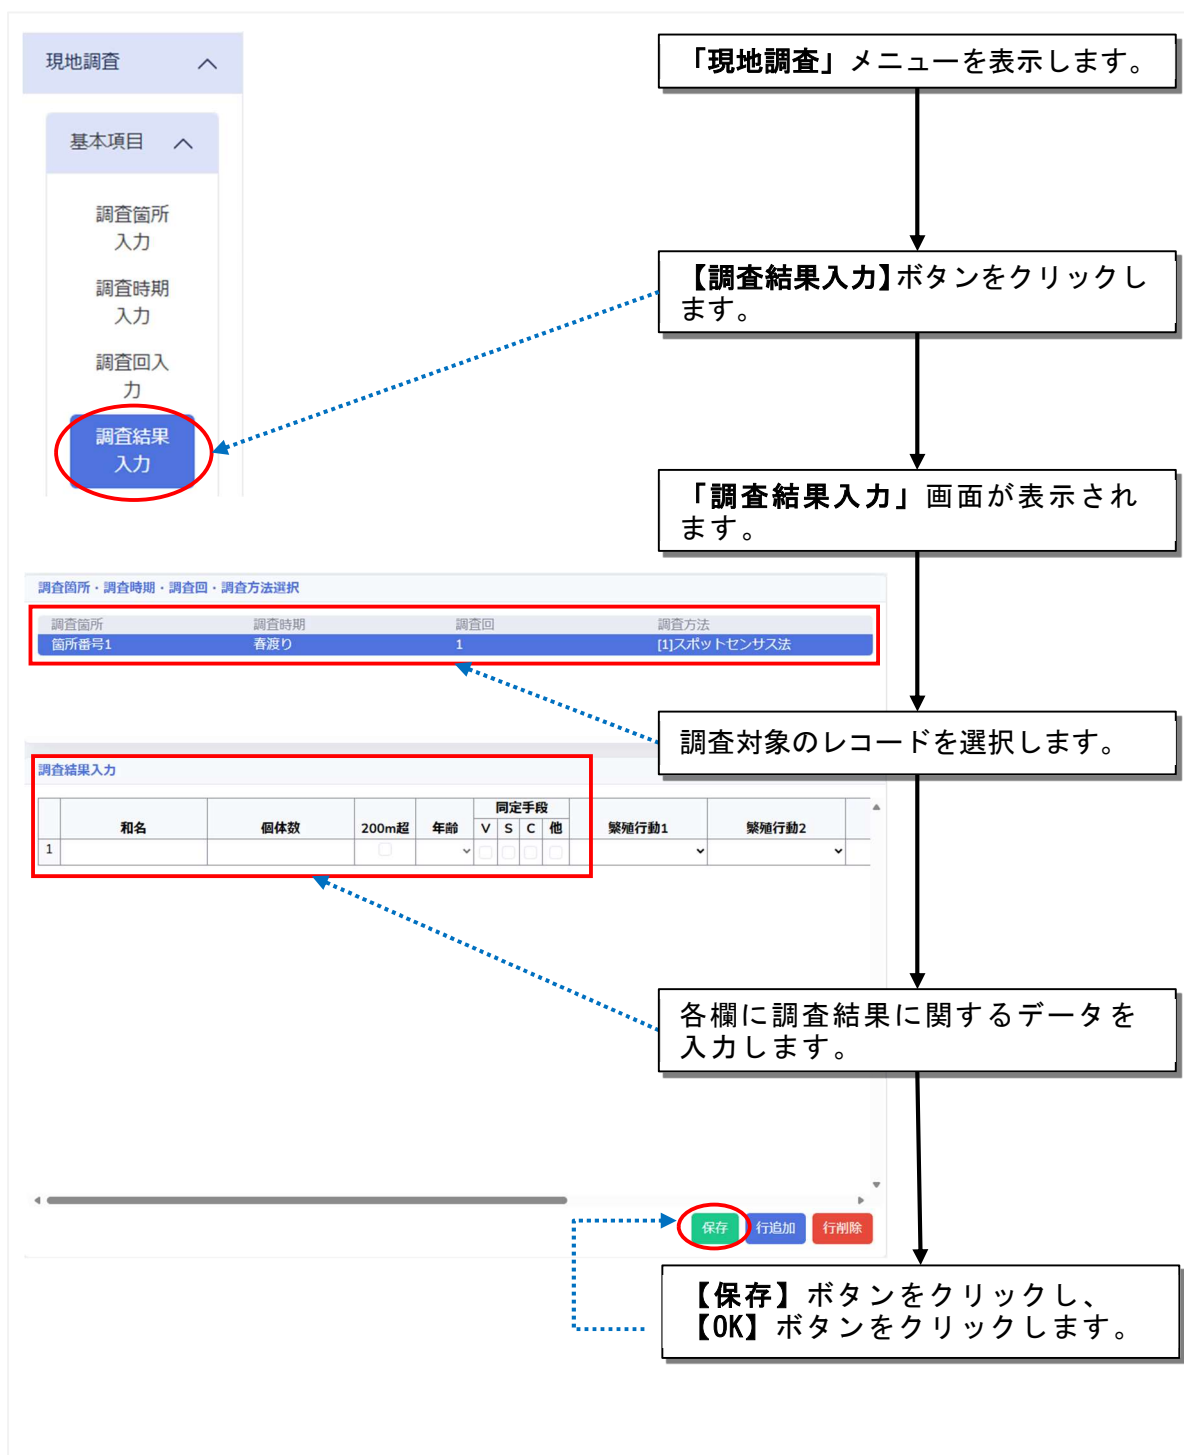 現地調査
基本項目
調査箇所
入力
調査時期
入力
調査回入
力
調査結果
入力
「現地調査」メニューを表示します。
【調査結果入力】ボタンをクリックし
ます。
「調査結果入力」画面が表示され
ます。
調査箇所・調査時期・調査回・調査方法選択
調査箇所 調査時期 調査回 調査方法
箇所番号1 春渡り 1 [1]スポットセンサス法
調査対象のレコードを選択します。
調査結果入力
和名 個体数 200m超 年齢 同定手段 繁殖行動1 繁殖行動2
V S C 他
1
各欄に調査結果に関するデータを
入力します。
保存 行追加 行削除
【保存】ボタンをクリックし、
【OK】ボタンをクリックします。